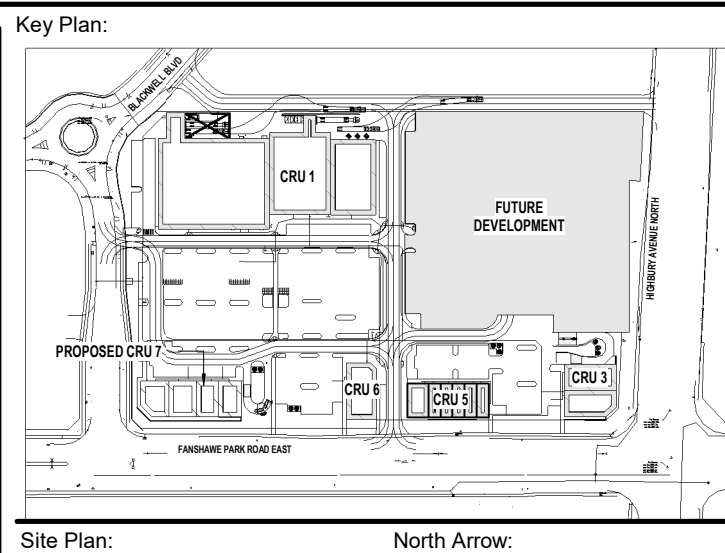 Key Plan:
BLACKWELL BLVD
CRU 1
FUTURE
DEVELOPMENT
HIGHBURY AVENUE NORTH
PROPOSED CRU 7
CRU 6
CRU 5
CRU 3
FANSHAWE PARK ROAD EAST
Site Plan:
North Arrow: